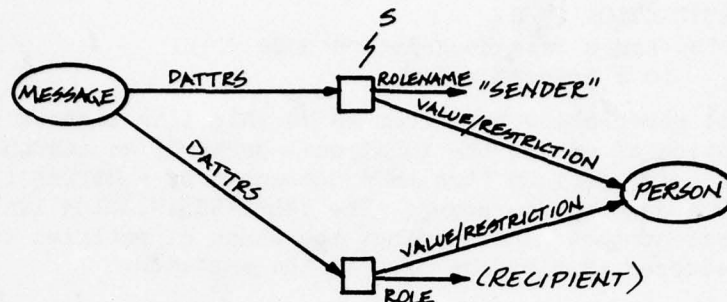 S
DATTRS
ROLENAME
"SENDER"
MESSAGE
VALUE/RESTRICTION
DATTRS
PERSON
VALUE/RESTRICTION
(RECIPIENT)
ROLE